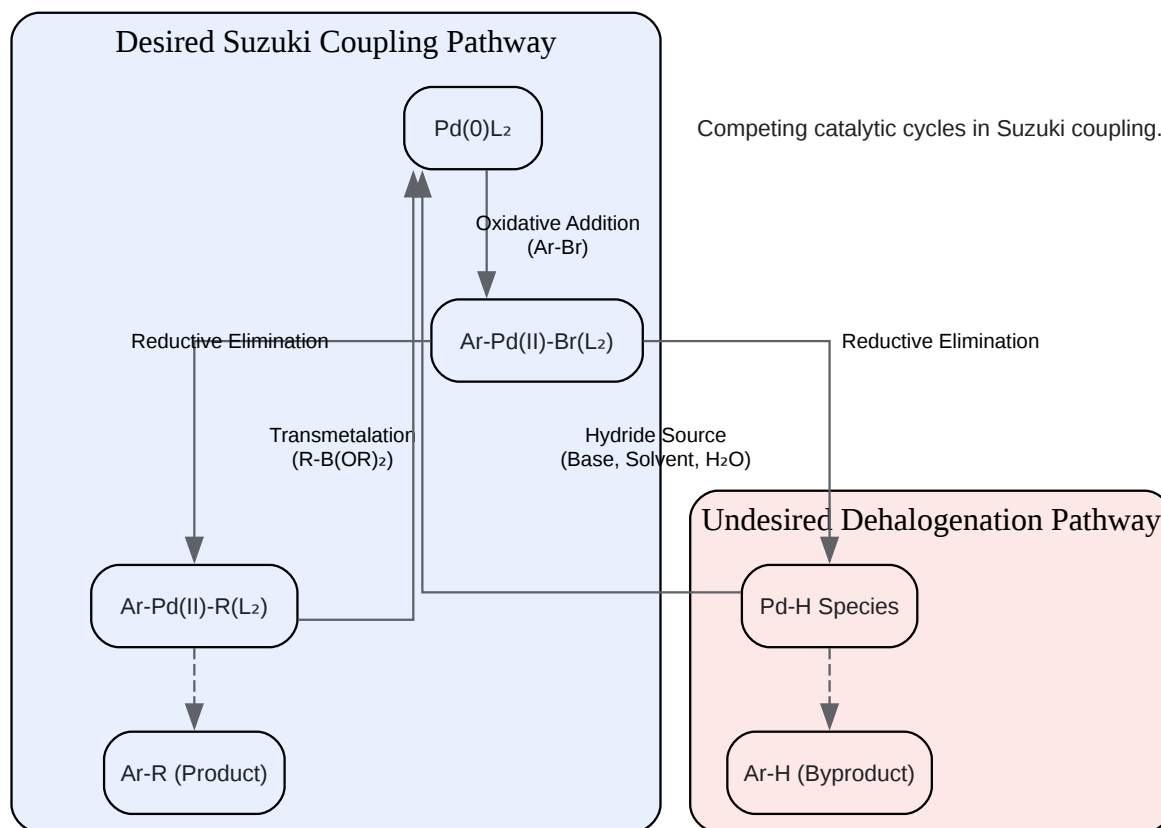 Desired Suzuki Coupling Pathway
Pd(0)L₂
Competing catalytic cycles in Suzuki coupling.
Oxidative Addition
(Ar-Br)
Reductive Elimination
Ar-Pd(II)-Br(L₂)
Reductive Elimination
Transmetalation
(R-B(OR)₂)
Hydride Source
(Base, Solvent, H₂O)
Undesired Dehalogenation Pathway
Ar-Pd(II)-R(L₂)
Pd-H Species
Ar-R (Product)
Ar-H (Byproduct)